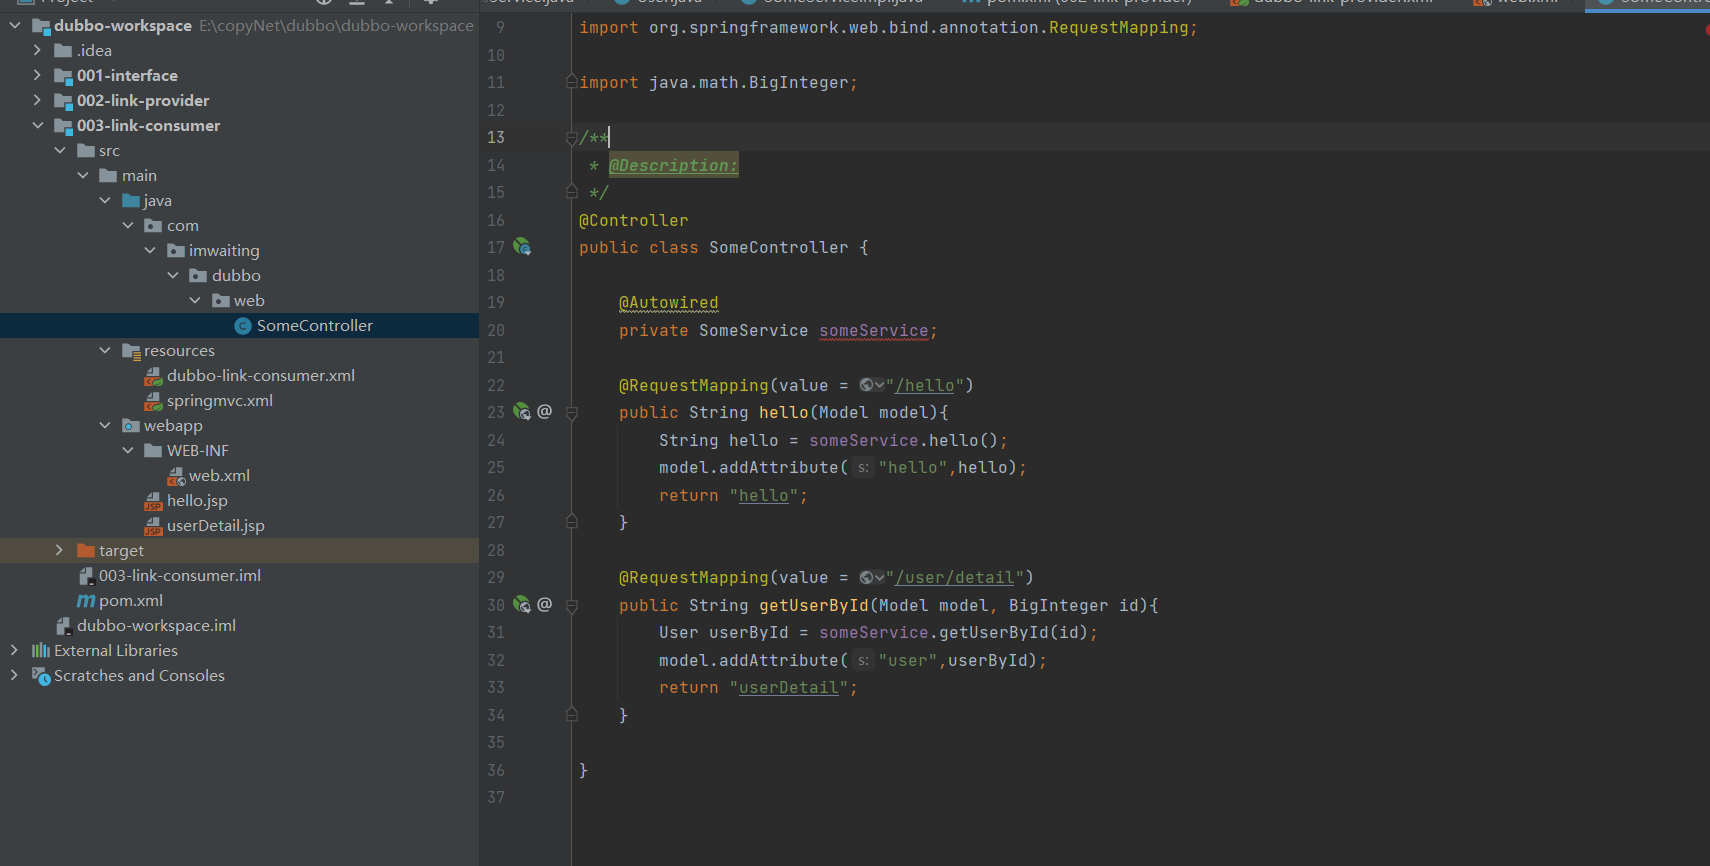 dubbo-workspace E:\copyNet\dubbo\dubbo-workspace
.idea
001-interface
002-link-provider
003-link-consumer
src
main
java
com
imwaiting
dubbo
web
SomeController
resources
dubbo-link-consumer.xml
springmvc.xml
webapp
WEB-INF
web.xml
hello.jsp
userDetail.jsp
target
003-link-consumer.iml
pom.xml
dubbo-workspace.iml
External Libraries
Scratches and Consoles
9 import org.springframework.web.bind.annotation.RequestMapping;
10
11 import java.math.BigInteger;
12
13 /**
14 * @Description:
15 */
16 @Controller
17 public class SomeController {
18
19 @Autowired
20 private SomeService someService;
21
22 @RequestMapping(value = "/hello")
23 @ public String hello(Model model){
24 String hello = someService.hello();
25 model.addAttribute( s: "hello",hello);
26 return "hello";
27 }
28
29 @RequestMapping(value = "/user/detail")
30 @ public String getUserById(Model model, BigInteger id){
31 User userById = someService.getUserById(id);
32 model.addAttribute( s: "user",userById);
33 return "userDetail";
34 }
35
36 }
37